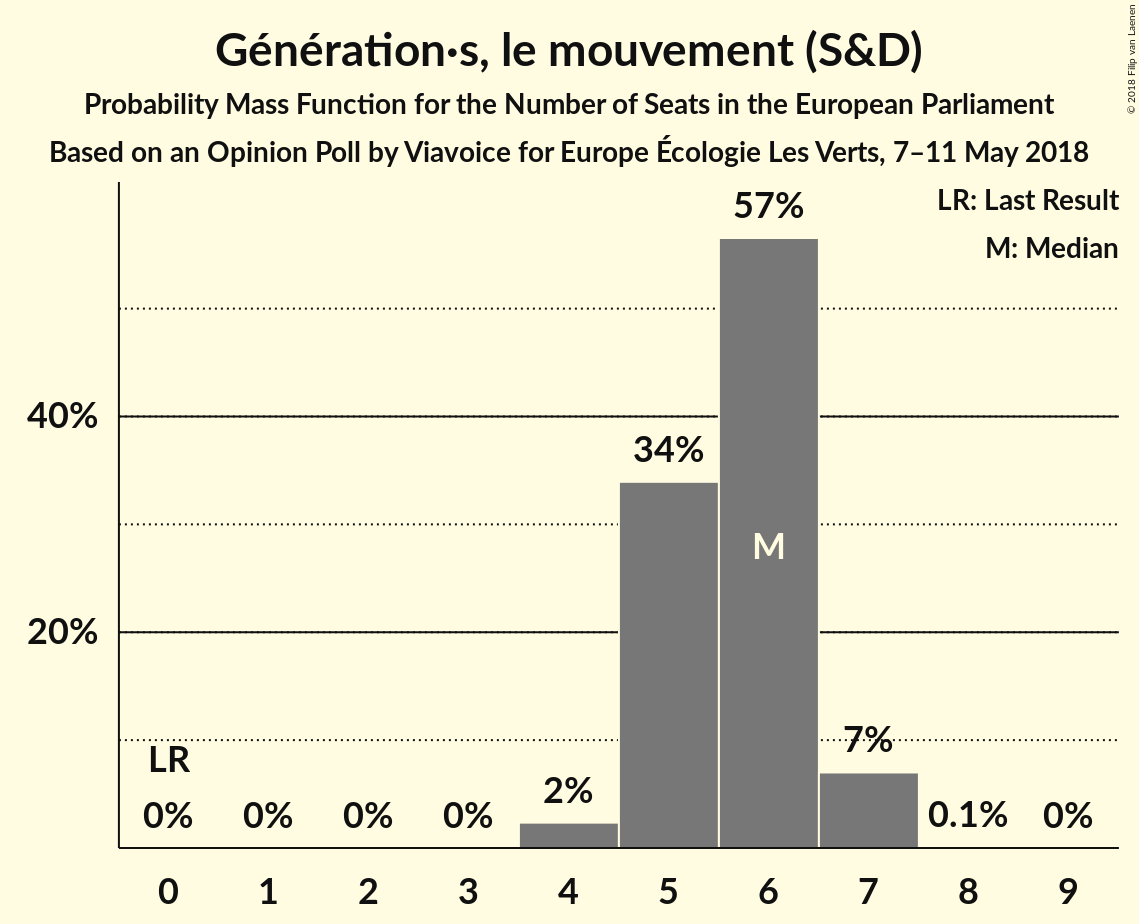 Génération·s, le mouvement (S&D)
Probability Mass Function for the Number of Seats in the European Parliament
Based on an Opinion Poll by Viavoice for Europe Écologie Les Verts, 7–11 May 2018
© 2018 Filip van Laenen
LR: Last Result
M: Median
57%
40%
34%
M
20%
LR
7%
2%
0% 0% 0% 0% 0.1% 0%
0 1 2 3 4 5 6 7 8 9